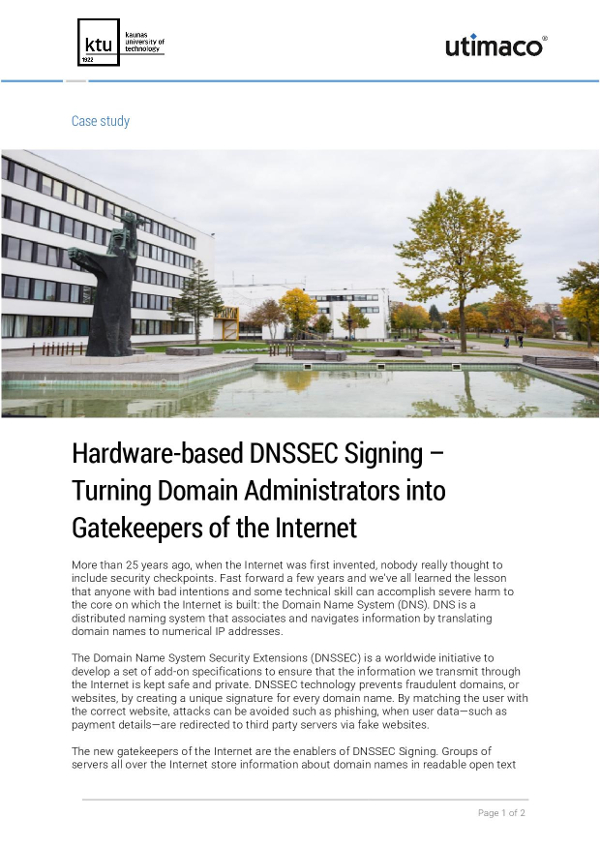 ktu
1922
kaunas
university of
technology
utimaco®
Case study
Hardware-based DNSSEC Signing –
Turning Domain Administrators into
Gatekeepers of the Internet
More than 25 years ago, when the Internet was first invented, nobody really thought to
include security checkpoints. Fast forward a few years and we've all learned the lesson
that anyone with bad intentions and some technical skill can accomplish severe harm to
the core on which the Internet is built: the Domain Name System (DNS). DNS is a
distributed naming system that associates and navigates information by translating
domain names to numerical IP addresses.
The Domain Name System Security Extensions (DNSSEC) is a worldwide initiative to
develop a set of add-on specifications to ensure that the information we transmit through
the Internet is kept safe and private. DNSSEC technology prevents fraudulent domains, or
websites, by creating a unique signature for every domain name. By matching the user with
the correct website, attacks can be avoided such as phishing, when user data—such as
payment details—are redirected to third party servers via fake websites.
The new gatekeepers of the Internet are the enablers of DNSSEC Signing. Groups of
servers all over the Internet store information about domain names in readable open text
Page 1 of 2